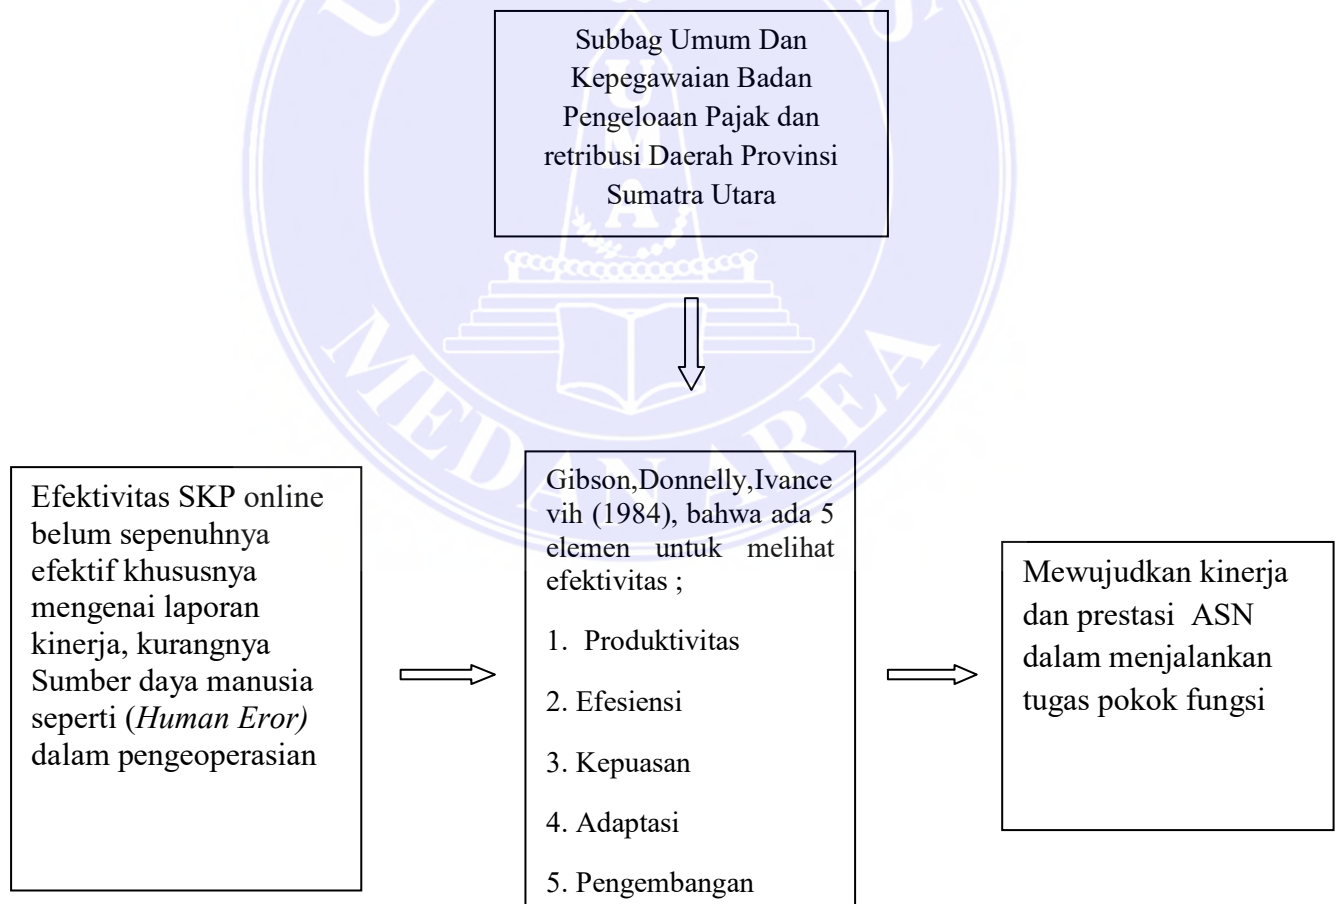 Subbag Umum Dan
Kepegawaian Badan
Pengeloaan Pajak dan
retribusi Daerah Provinsi
Sumatra Utara
Efektivitas SKP online
belum sepenuhnya
efektif khususnya
mengenai laporan
kinerja, kurangnya
Sumber daya manusia
seperti (Human Eror)
dalam pengeoperasian
Gibson,Donnelly,Ivance
vih (1984), bahwa ada 5
elemen untuk melihat
efektivitas ;
1. Produktivitas
2. Efesiensi
3. Kepuasan
4. Adaptasi
5. Pengembangan
Mewujudkan kinerja
dan prestasi ASN
dalam menjalankan
tugas pokok fungsi
UMA
MEDAN AREA